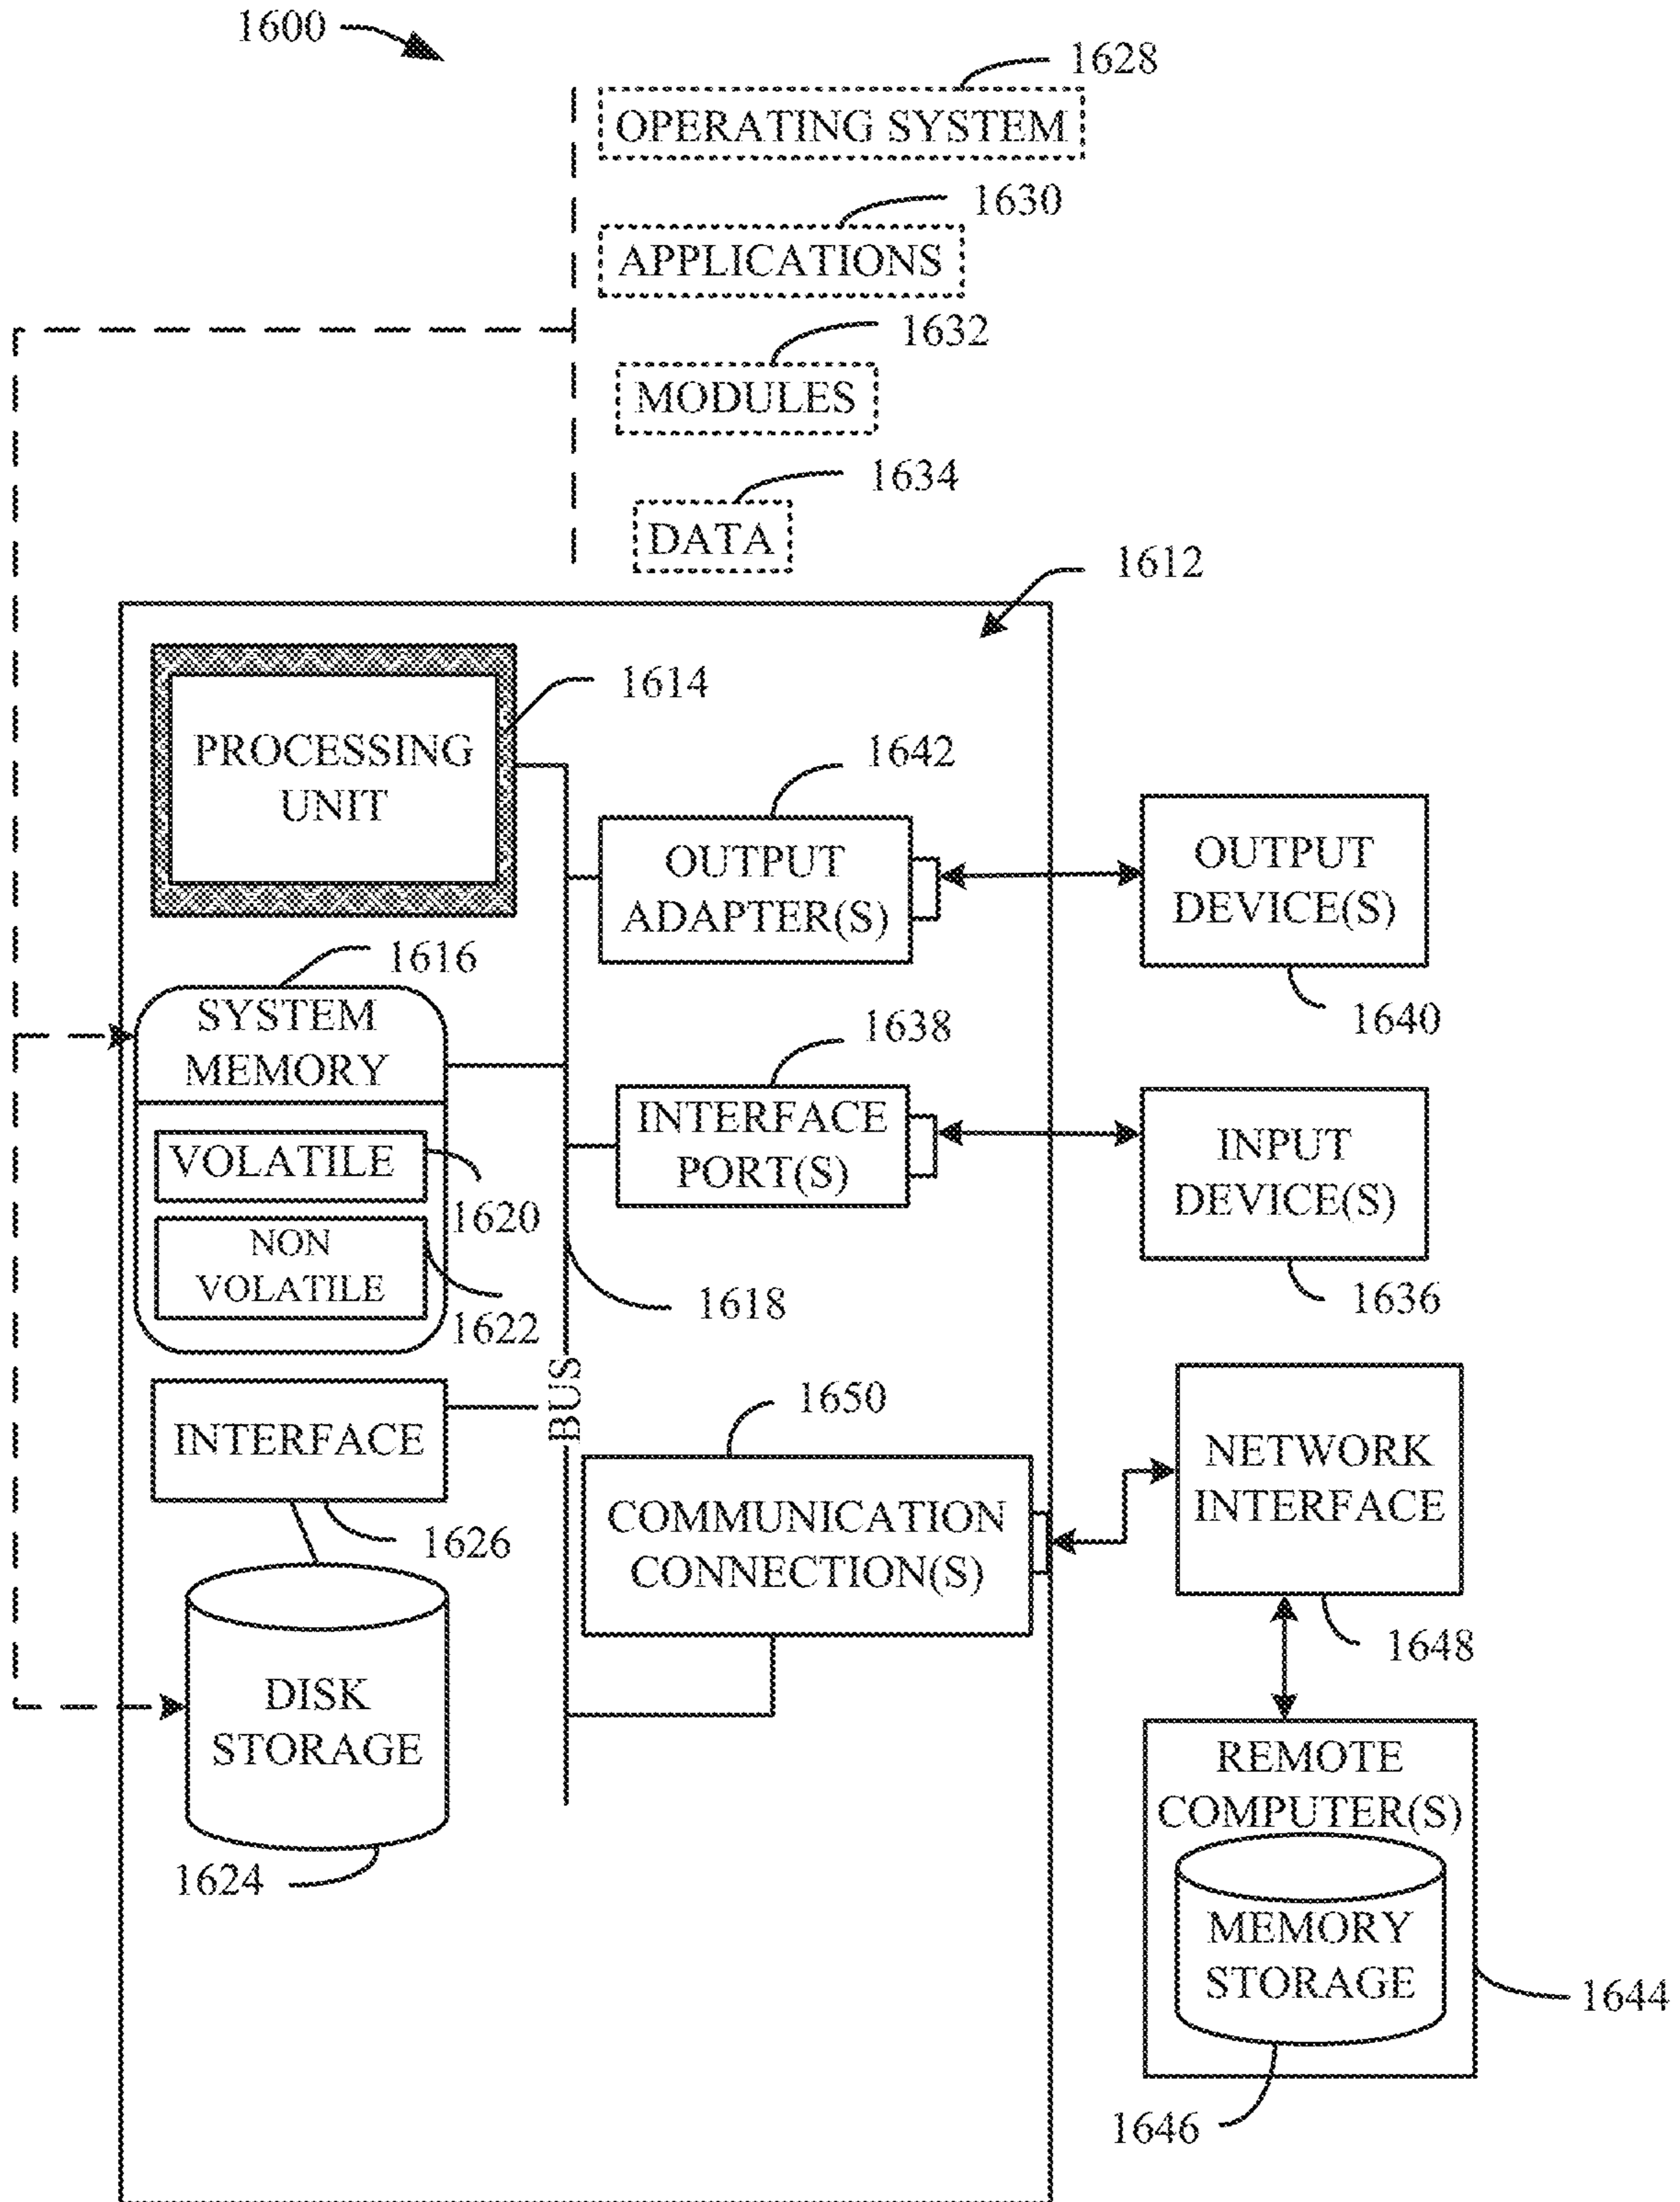 1600
1628
OPERATING SYSTEM
1630
APPLICATIONS
1632
MODULES
1634
DATA
1612
1614
PROCESSING
UNIT
1642
OUTPUT
ADAPTER(S)
OUTPUT
DEVICE(S)
1640
1616
SYSTEM
MEMORY
VOLATILE
1620
NON
VOLATILE
1622
1638
INTERFACE
PORT(S)
INPUT
DEVICE(S)
1636
1618
BUS
INTERFACE
1626
1650
COMMUNICATION
CONNECTION(S)
NETWORK
INTERFACE
1648
DISK
STORAGE
1624
REMOTE
COMPUTER(S)
MEMORY
STORAGE
1644
1646